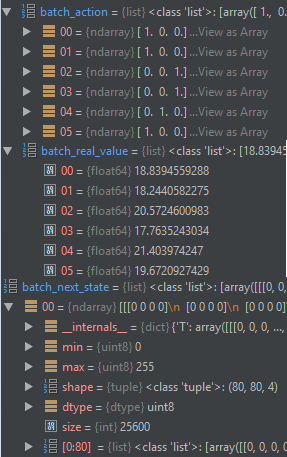 batch_action = {list} <class 'list'>: [array([ 1., 0.
00 = {ndarray} [ 1. 0. 0.] ...View as Array
01 = {ndarray} [ 1. 0. 0.] ...View as Array
02 = {ndarray} [ 0. 0. 1.] ...View as Array
03 = {ndarray} [ 0. 0. 1.] ...View as Array
04 = {ndarray} [ 0. 1. 0.] ...View as Array
05 = {ndarray} [ 1. 0. 0.] ...View as Array
batch_real_value = {list} <class 'list'>: [18.83945
00 = {float64} 18.8394559288
01 = {float64} 18.2440582275
02 = {float64} 20.5724600983
03 = {float64} 17.7635243034
04 = {float64} 21.403974247
05 = {float64} 19.6720927429
batch_next_state = {list} <class 'list'>: [array([[[0,
00 = {ndarray} [[[0 0 0 0]\n [0 0 0 0]\n [0 0 0 0]
__internals__ = {dict} {'T': array([[[0, 0, 0, ...,
min = {uint8} 0
max = {uint8} 255
shape = {tuple} <class 'tuple'>: (80, 80, 4)
dtype = {dtype} uint8
size = {int} 25600
[0:80] = {list} <class 'list'>: [array([[0, 0, 0, 0